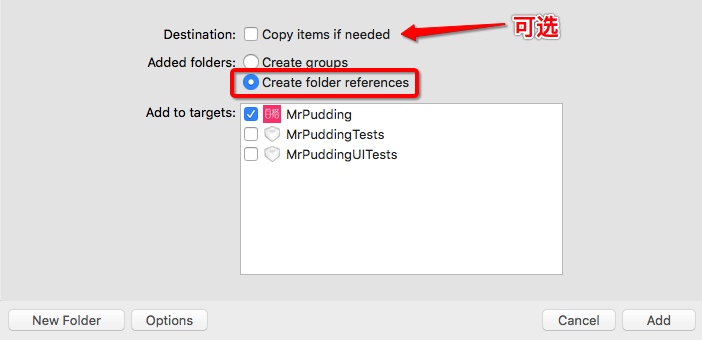 Destination: Copy items if needed 可选
Added folders: Create groups
Create folder references
Add to targets: MrPudding
MrPuddingTests
MrPuddingUITests
New Folder Options Cancel Add